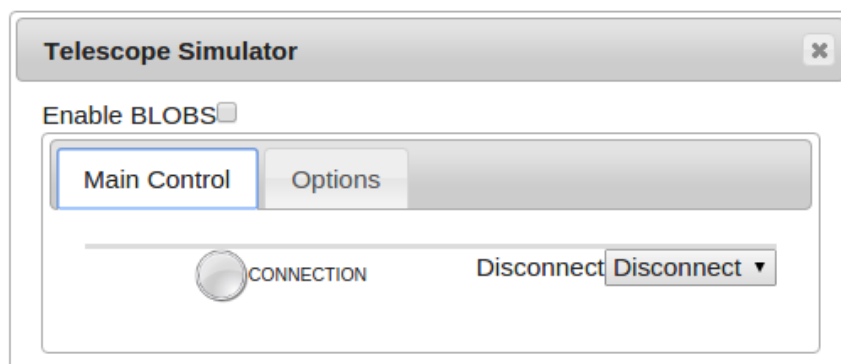 Telescope Simulator
Enable BLOBS
Main Control Options
CONNECTION Disconnect Disconnect